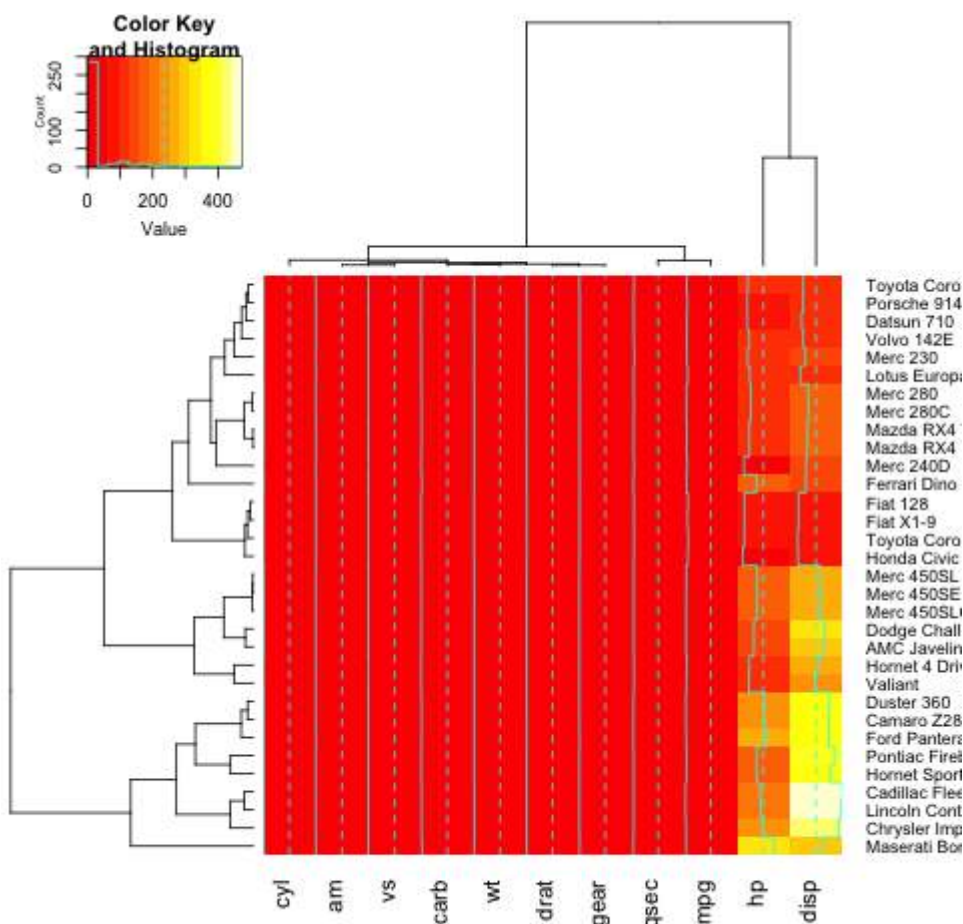 Color Key
and Histogram
Count
0 100 250
0 200 400
Value
Toyota Coro
Porsche 914
Datsun 710
Volvo 142E
Merc 230
Lotus Europa
Merc 280
Merc 280C
Mazda RX4
Mazda RX4
Merc 240D
Ferrari Dino
Fiat 128
Fiat X1-9
Toyota Coro
Honda Civic
Merc 450SL
Merc 450SE
Merc 450SL
Dodge Chall
AMC Javelin
Hornet 4 Driv
Valiant
Duster 360
Camaro Z28
Ford Pantera
Pontiac Fireb
Hornet Sport
Cadillac Flee
Lincoln Cont
Chrysler Imp
Maserati Bor
cyl am vs carb wt drat gear qsec mpg hp disp